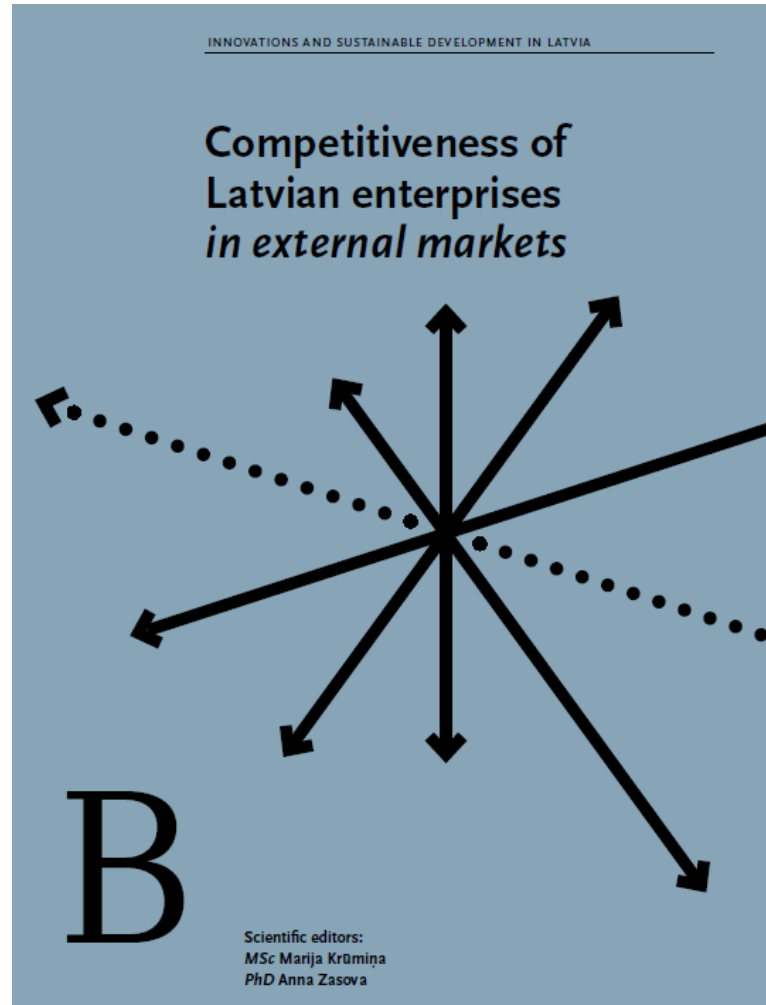 INNOVATIONS AND SUSTAINABLE DEVELOPMENT IN LATVIA
Competitiveness of
Latvian enterprises
in external markets
B
Scientific editors:
MSc Marija Krūmiņa
PhD Anna Zasova